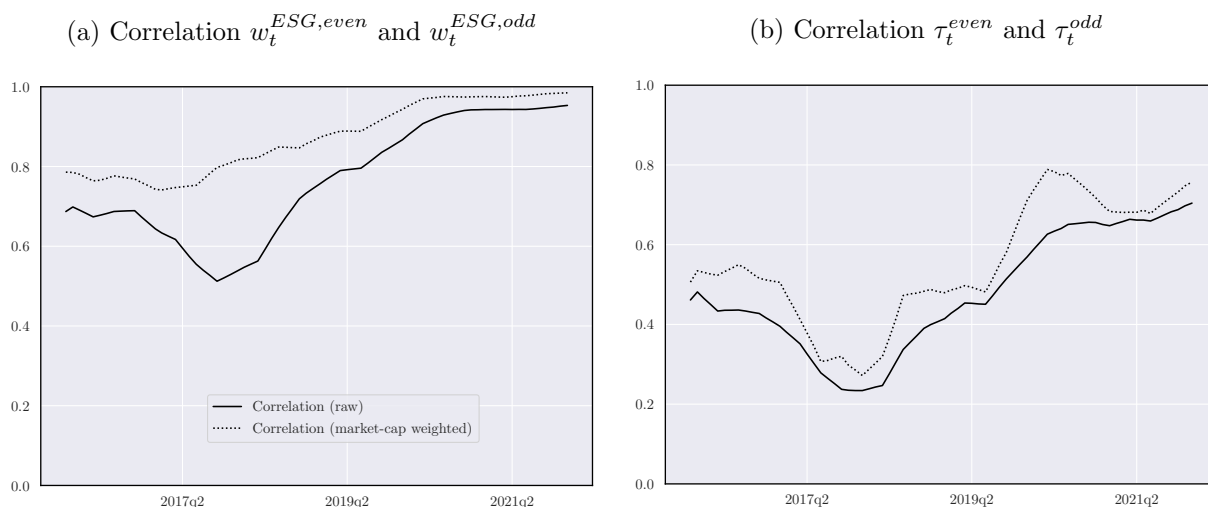 (a) Correlation $w_t^{ESG,even}$ and $w_t^{ESG,odd}$
1.0
0.8
0.6
0.4
0.2
0.0
Correlation (raw)
Correlation (market-cap weighted)
2017q2 2019q2 2021q2
(b) Correlation $\tau_t^{even}$ and $\tau_t^{odd}$
1.0
0.8
0.6
0.4
0.2
0.0
2017q2 2019q2 2021q2